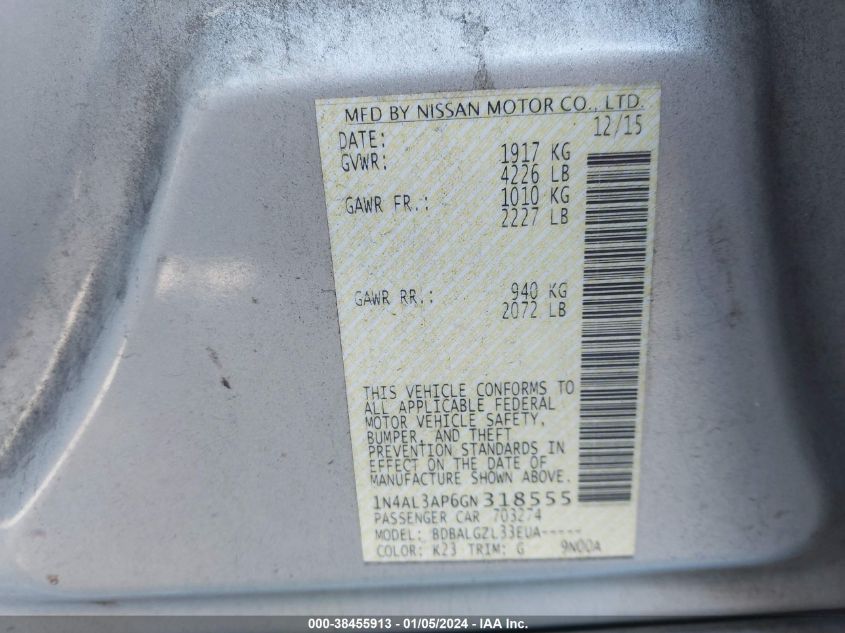 MFD BY NISSAN MOTOR CO., LTD.
DATE: 12/15
GVWR: 1917 KG
4226 LB
GAWR FR.: 1010 KG
2227 LB
GAWR RR.: 940 KG
2072 LB
THIS VEHICLE CONFORMS TO
ALL APPLICABLE FEDERAL
MOTOR VEHICLE SAFETY,
BUMPER, AND THEFT
PREVENTION STANDARDS IN
EFFECT ON THE DATE OF
MANUFACTURE SHOWN ABOVE.
1N4AL3AP6GN318555
PASSENGER CAR 703274
MODEL: BDBALGZL33EUA-----
COLOR: K23 TRIM: G 9N00A
000-38455913 - 01/05/2024 - IAA Inc.